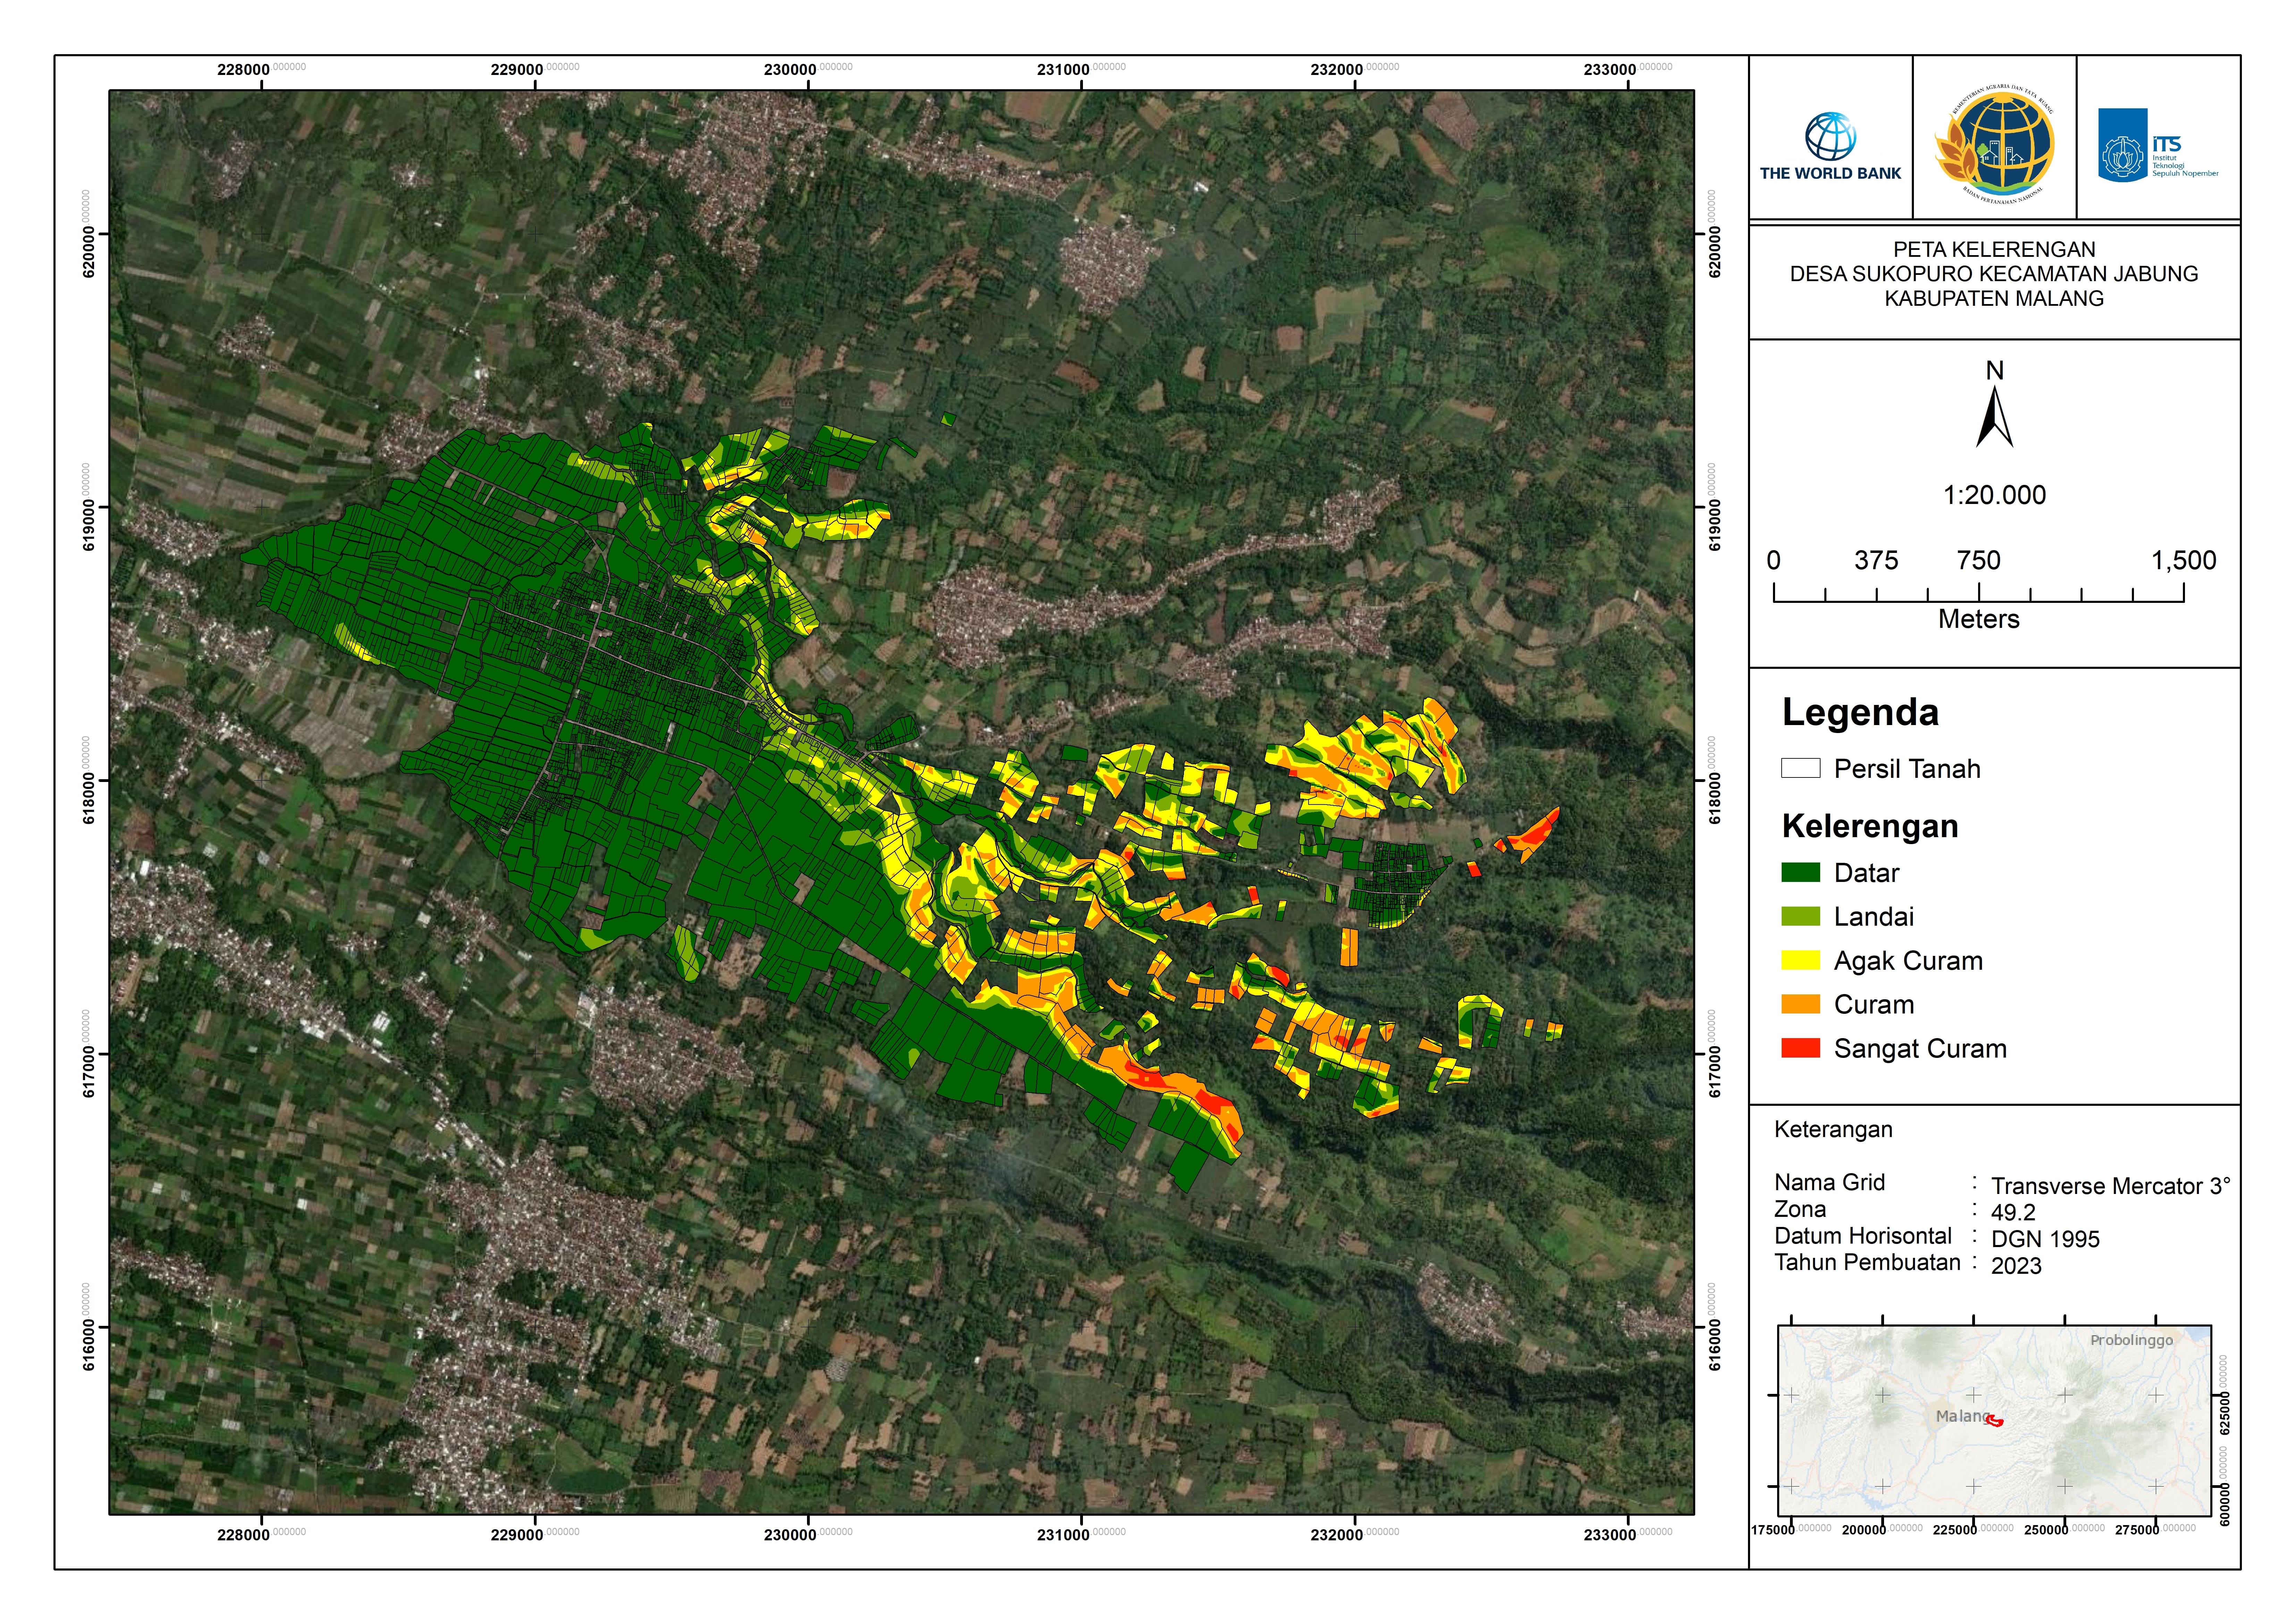 228000.000000 229000.000000 230000.000000 231000.000000 232000.000000 233000.000000
620000.000000
619000.000000
618000.000000
617000.000000
616000.000000
620000.000000
619000.000000
618000.000000
617000.000000
616000.000000
228000.000000 229000.000000 230000.000000 231000.000000 232000.000000 233000.000000
THE WORLD BANK
KEMENTERIAN AGRARIA DAN TATA RUANG
BADAN PERTANAHAN NASIONAL
ITS
Institut
Teknologi
Sepuluh Nopember
PETA KELERENGAN
DESA SUKOPURO KECAMATAN JABUNG
KABUPATEN MALANG
N
1:20.000
0 375 750 1,500
Meters
Legenda
Persil Tanah
Kelerengan
Datar
Landai
Agak Curam
Curam
Sangat Curam
Keterangan
Nama Grid : Transverse Mercator 3°
Zona : 49.2
Datum Horisontal : DGN 1995
Tahun Pembuatan : 2023
Probolinggo
Malang
625000.000000
600000.000000
175000.000000 200000.000000 225000.000000 250000.000000 275000.000000